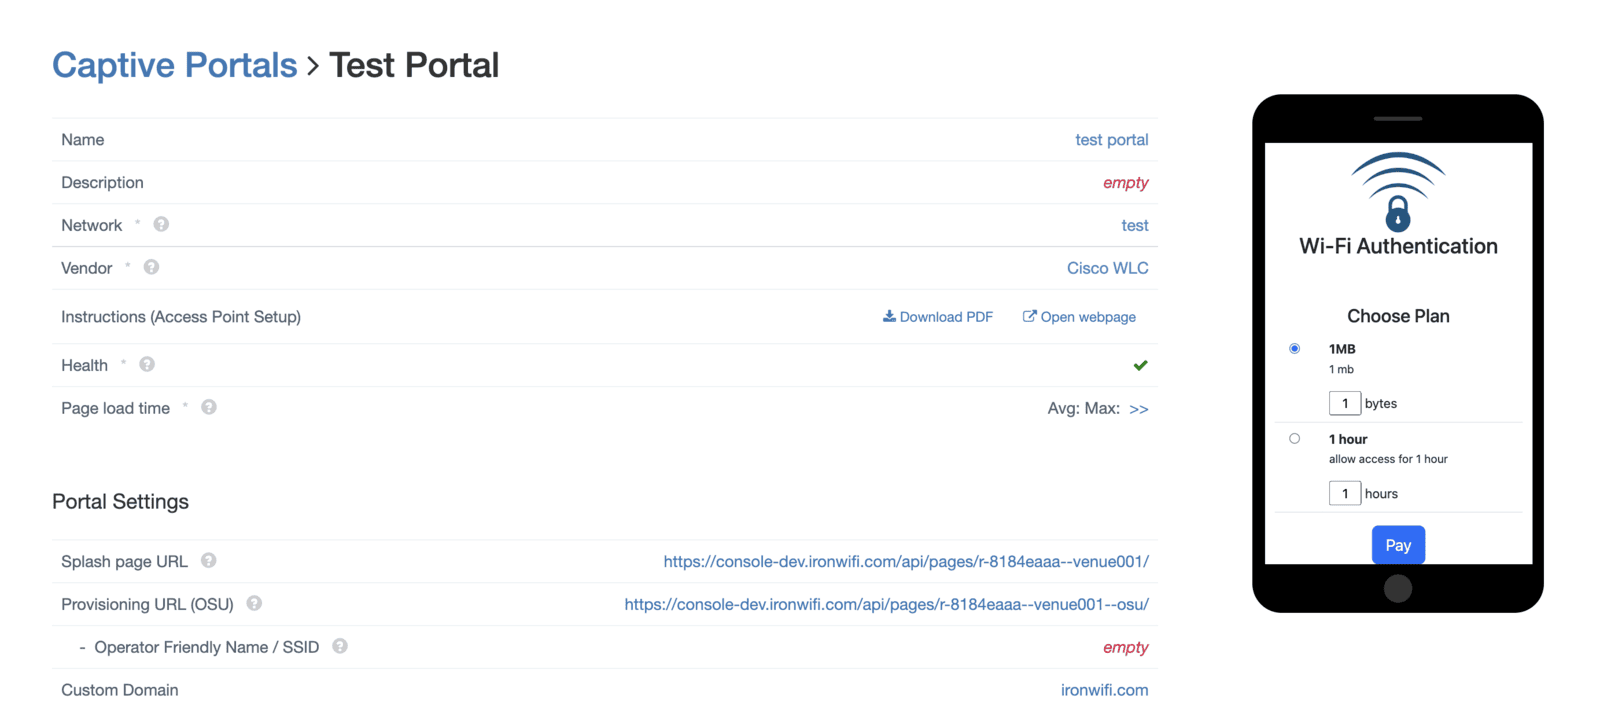 Captive Portals > Test Portal
Name test portal
Description empty
Network * ? test
Vendor * ? Cisco WLC
Instructions (Access Point Setup) Download PDF Open webpage
Health * ?
Page load time * ? Avg: Max: >>
Portal Settings
Splash page URL ? https://console-dev.ironwifi.com/api/pages/r-8184eaaa--venue001/
Provisioning URL (OSU) ? https://console-dev.ironwifi.com/api/pages/r-8184eaaa--venue001--osu/
- Operator Friendly Name / SSID ? empty
Custom Domain ironwifi.com
Wi-Fi Authentication
Choose Plan
1MB
1 mb
1 bytes
1 hour
allow access for 1 hour
1 hours
Pay